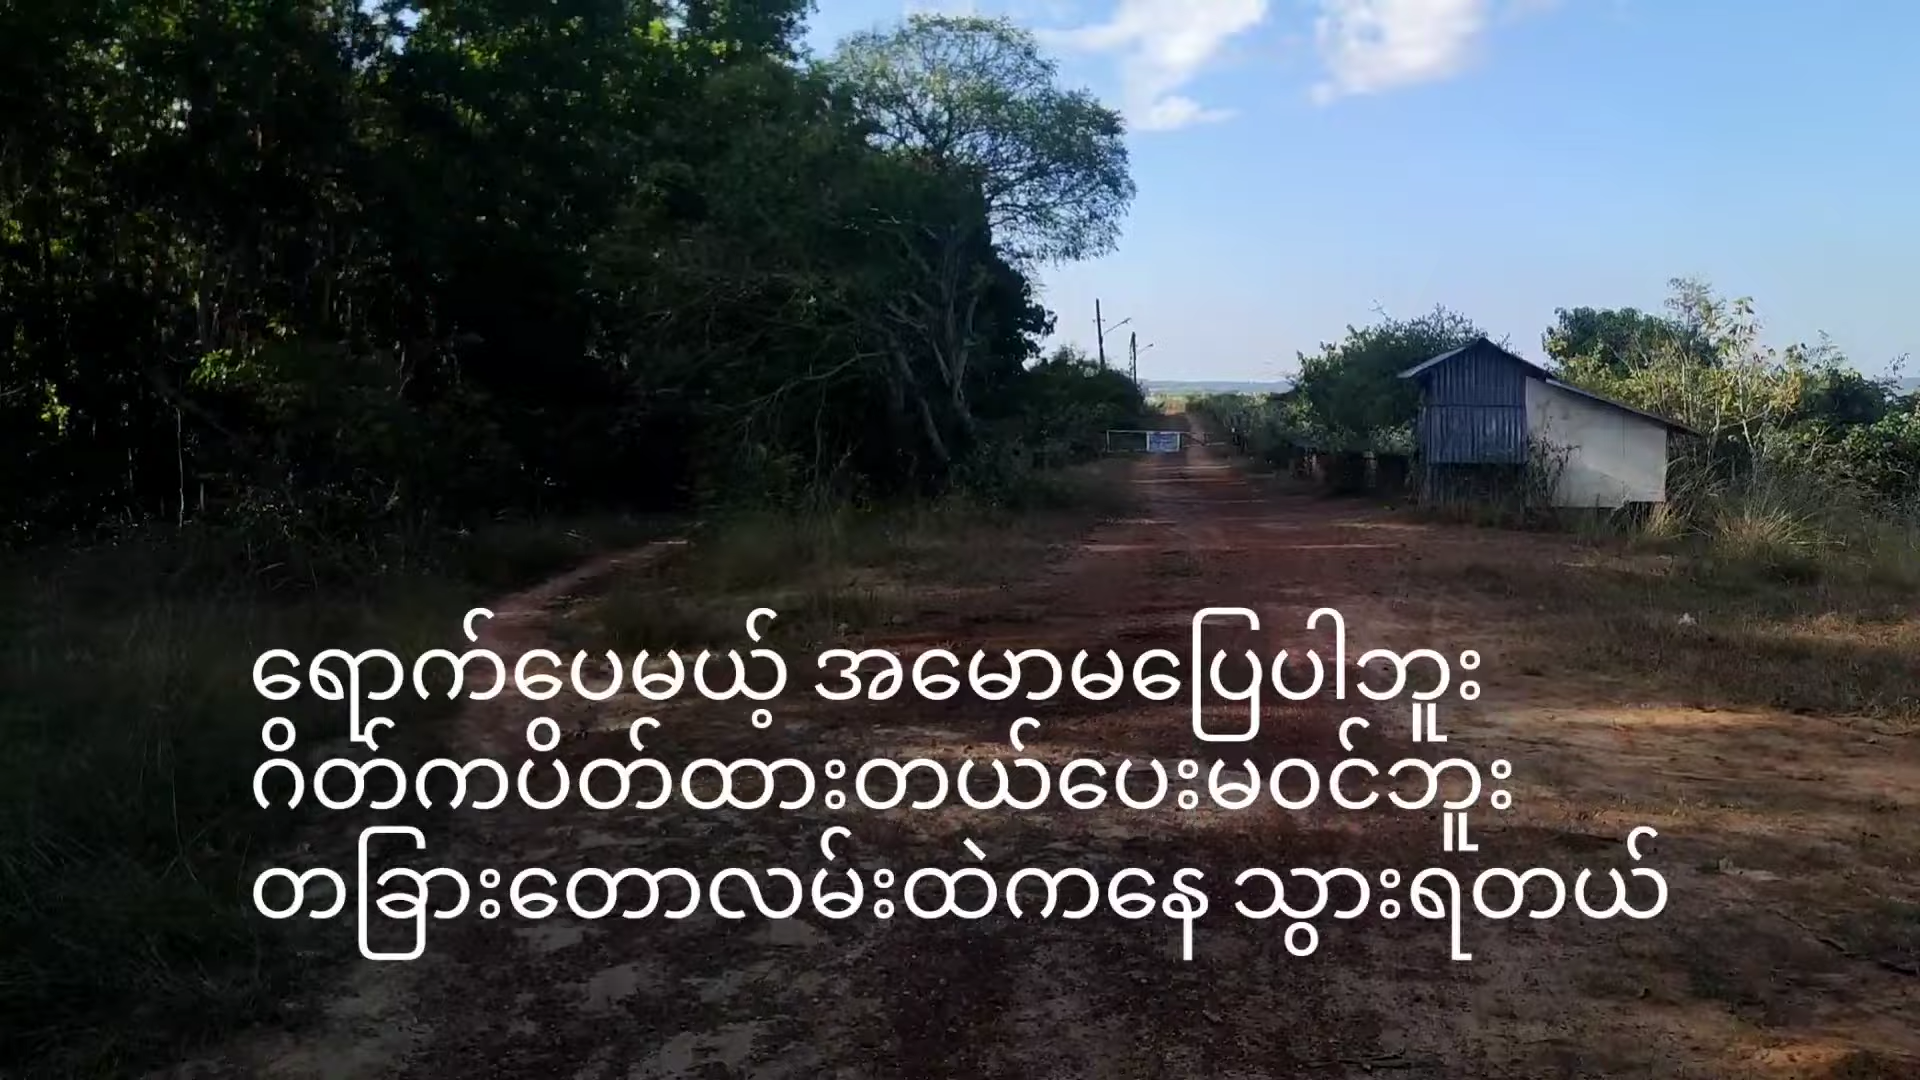 ရောက်ပေမယ့် အမောမပြေပါဘူး
ဂိတ်ကပိတ်ထားတယ်ပေးမဝင်ဘူး
တခြားတောလမ်းထဲကနေ သွားရတယ်